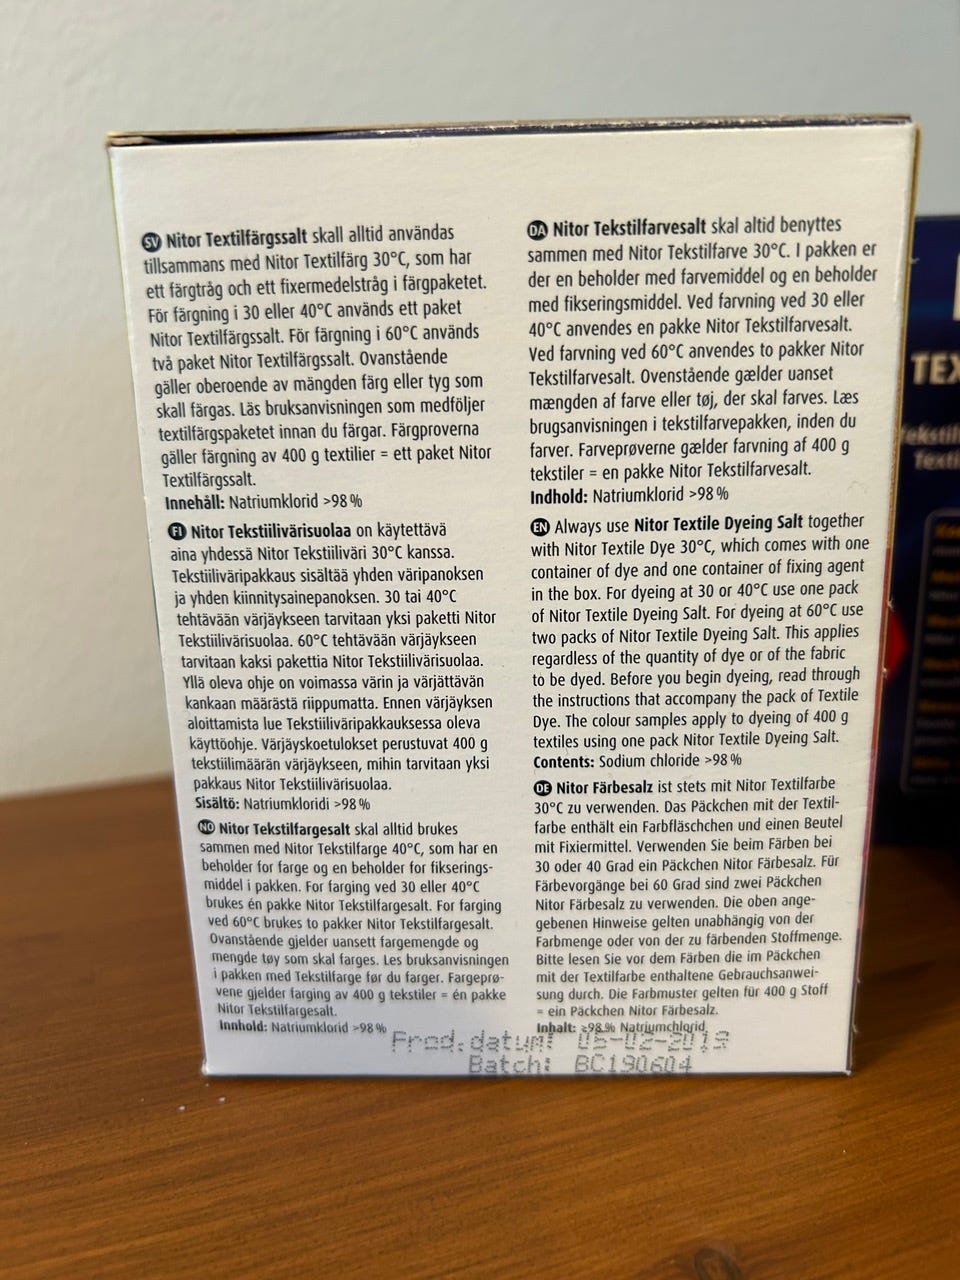 SV Nitor Textilfärgssalt skall alltid användas
tillsammans med Nitor Textilfärg 30°C, som har
ett färgtråg och ett fixermedelstråg i färgpaketet.
För färgning i 30 eller 40°C används ett paket
Nitor Textilfärgssalt. För färgning i 60°C används
två paket Nitor Textilfärgssalt. Ovanstående
gäller oberoende av mängden färg eller tyg som
skall färgas. Läs bruksanvisningen som medföljer
textilfärgspaketet innan du färgar. Färgproverna
gäller färgning av 400 g textilier = ett paket Nitor
Textilfärgssalt.
Innehåll: Natriumklorid >98 %
FI Nitor Tekstiilivärisuolaa on käytettävä
aina yhdessä Nitor Tekstiiliväri 30°C kanssa.
Tekstiiliväripakkaus sisältää yhden väripanoksen
ja yhden kiinnitysainepanoksen. 30 tai 40°C
tehtävään värjäykseen tarvitaan yksi paketti Nitor
Tekstiilivärisuolaa. 60°C tehtävään värjäykseen
tarvitaan kaksi pakettia Nitor Tekstiilivärisuolaa.
Yllä oleva ohje on voimassa värin ja värjättävän
kankaan määrästä riippumatta. Ennen värjäyksen
aloittamista lue Tekstiiliväripakkauksessa oleva
käyttöohje. Värjäyskoetulokset perustuvat 400 g
tekstiilimäärän värjäykseen, mihin tarvitaan yksi
pakkaus Nitor Tekstiilivärisuolaa.
Sisältö: Natriumkloridi >98 %
NO Nitor Tekstilfargesalt skal alltid brukes
sammen med Nitor Tekstilfarge 40°C, som har en
beholder for farge og en beholder for fikserings-
middel i pakken. For farging ved 30 eller 40°C
brukes én pakke Nitor Tekstilfargesalt. For farging
ved 60°C brukes to pakker Nitor Tekstilfargesalt.
Ovanstående gjelder uansett fargemengde og
mengde tøy som skal farges. Les bruksanvisningen
i pakken med Tekstilfarge før du farger. Fargeprø-
vene gjelder farging av 400 g tekstiler = én pakke
Nitor Tekstilfargesalt.
Innhold: Natriumklorid >98 %
DA Nitor Tekstilfarvesalt skal altid benyttes
sammen med Nitor Tekstilfarve 30°C. I pakken er
der en beholder med farvemiddel og en beholder
med fikseringsmiddel. Ved farvning ved 30 eller
40°C anvendes en pakke Nitor Tekstilfarvesalt.
Ved farvning ved 60°C anvendes to pakker Nitor
Tekstilfarvesalt. Ovenstående gælder uanset
mængden af farve eller tøj, der skal farves. Læs
brugsanvisningen i tekstilfarvepakken, inden du
farver. Farveprøverne gælder farvning af 400 g
tekstiler = en pakke Nitor Tekstilfarvesalt.
Indhold: Natriumklorid >98 %
EN Always use Nitor Textile Dyeing Salt together
with Nitor Textile Dye 30°C, which comes with one
container of dye and one container of fixing agent
in the box. For dyeing at 30 or 40°C use one pack
of Nitor Textile Dyeing Salt. For dyeing at 60°C use
two packs of Nitor Textile Dyeing Salt. This applies
regardless of the quantity of dye or of the fabric
to be dyed. Before you begin dyeing, read through
the instructions that accompany the pack of Textile
Dye. The colour samples apply to dyeing of 400 g
textiles using one pack Nitor Textile Dyeing Salt.
Contents: Sodium chloride >98 %
DE Nitor Färbesalz ist stets mit Nitor Textilfarbe
30°C zu verwenden. Das Päckchen mit der Textil-
farbe enthält ein Farbfläschchen und einen Beutel
mit Fixiermittel. Verwenden Sie beim Färben bei
30 oder 40 Grad ein Päckchen Nitor Färbesalz. Für
Färbevorgänge bei 60 Grad sind zwei Päckchen
Nitor Färbesalz zu verwenden. Die oben ange-
gebenen Hinweise gelten unabhängig von der
Farbmenge oder von der zu färbenden Stoffmenge.
Bitte lesen Sie vor dem Färben die im Päckchen
mit der Textilfarbe enthaltene Gebrauchsanwei-
sung durch. Die Farbmuster gelten für 400 g Stoff
= ein Päckchen Nitor Färbesalz.
Inhalt: >98 % Natriumchlorid
Prod.datum: 05-02-2019
Batch: BC190604
TEX